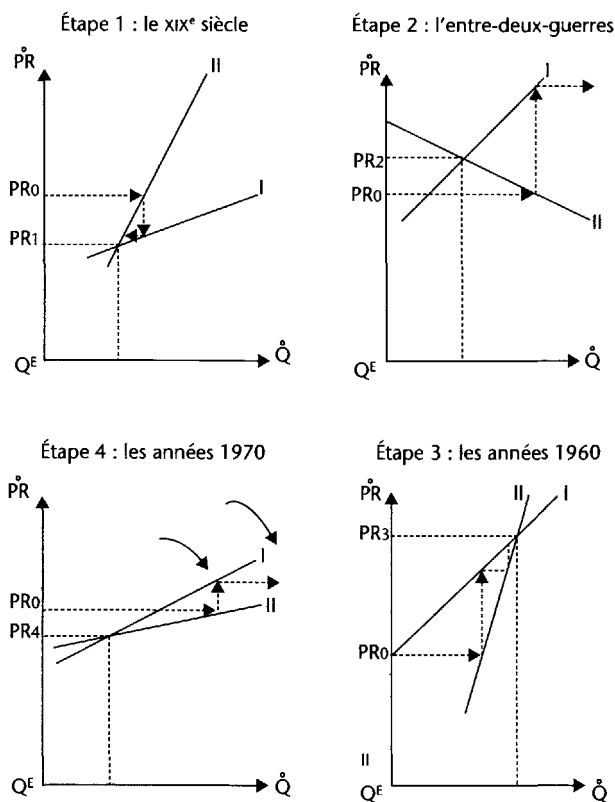 Étape 1 : le XIXᵉ siècle
P̊R
II
PR0
I
PR1
Qᴱ
Q̊
Étape 2 : l'entre-deux-guerres
P̊R
I
PR2
PR0
II
Qᴱ
Q̊
Étape 4 : les années 1970
P̊R
I
PR0
II
PR4
Qᴱ
Q̊
Étape 3 : les années 1960
P̊R
II
I
PR3
PR0
II
Qᴱ
Q̊